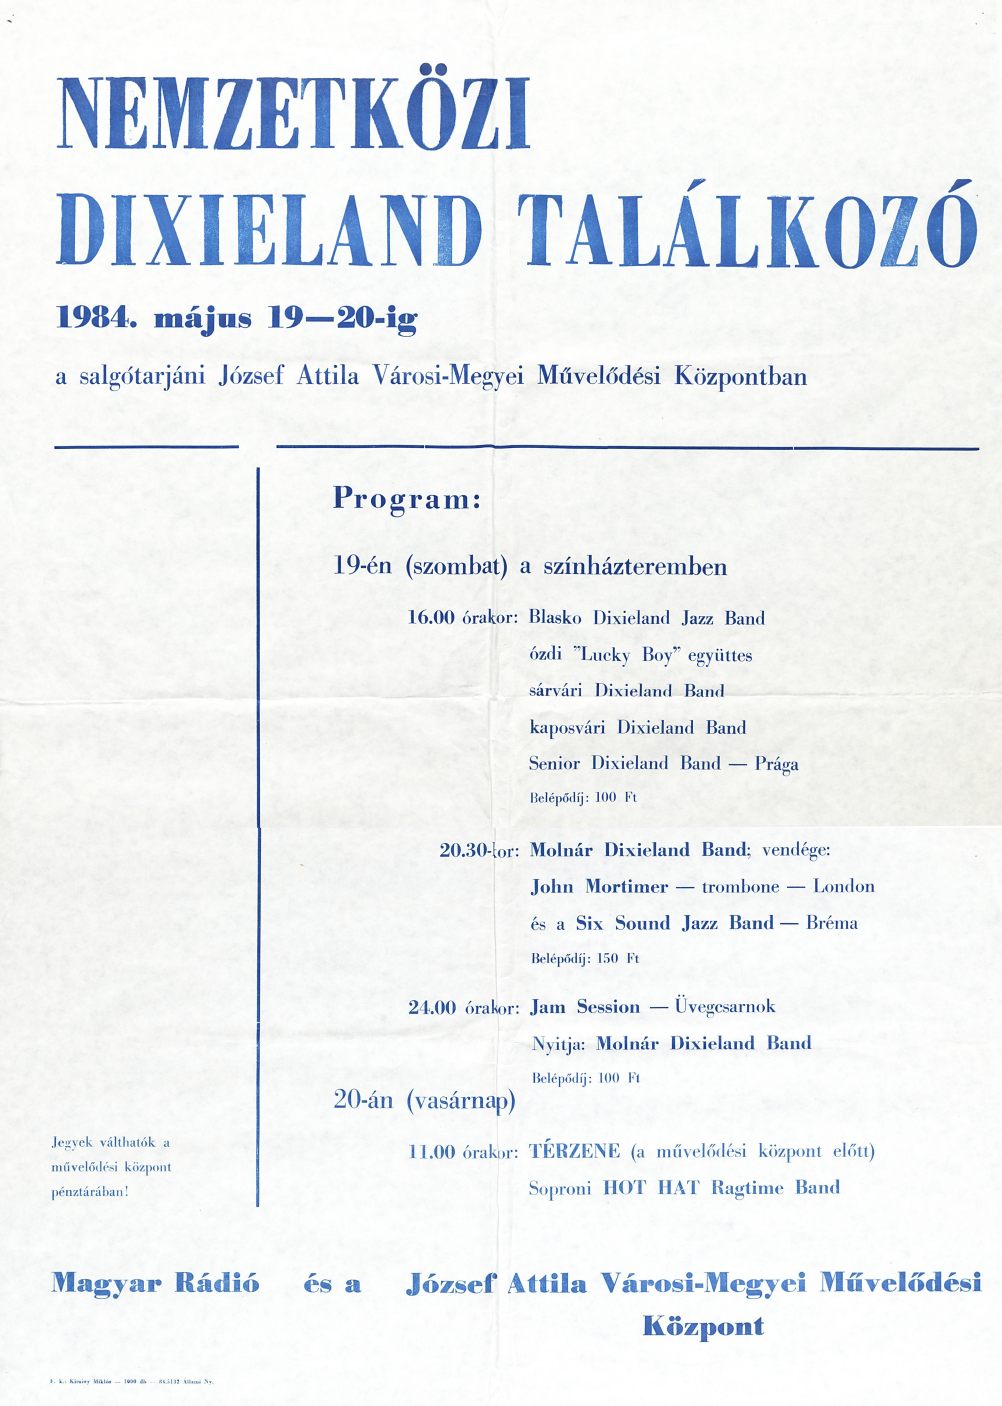 NEMZETKÖZI
DIXIELAND TALÁLKOZÓ
1984. május 19—20-ig
a salgótarjáni József Attila Városi-Megyei Művelődési Központban
Program:
19-én (szombat) a színházteremben
16.00 órakor: Blasko Dixieland Jazz Band
ózdi "Lucky Boy" együttes
sárvári Dixieland Band
kaposvári Dixieland Band
Senior Dixieland Band — Prága
Belépődíj: 100 Ft
20.30-kor: Molnár Dixieland Band; vendége:
John Mortimer — trombone — London
és a Six Sound Jazz Band — Bréma
Belépődíj: 150 Ft
24.00 órakor: Jam Session — Üvegcsarnok
Nyitja: Molnár Dixieland Band
Belépődíj: 100 Ft
20-án (vasárnap)
11.00 órakor: TÉRZENE (a művelődési központ előtt)
Soproni HOT HAT Ragtime Band
Jegyek válthatók a
művelődési központ
pénztárában!
Magyar Rádió és a József Attila Városi-Megyei Művelődési
Központ
F. k.: Miklós — 1000 db — Állami Ny.